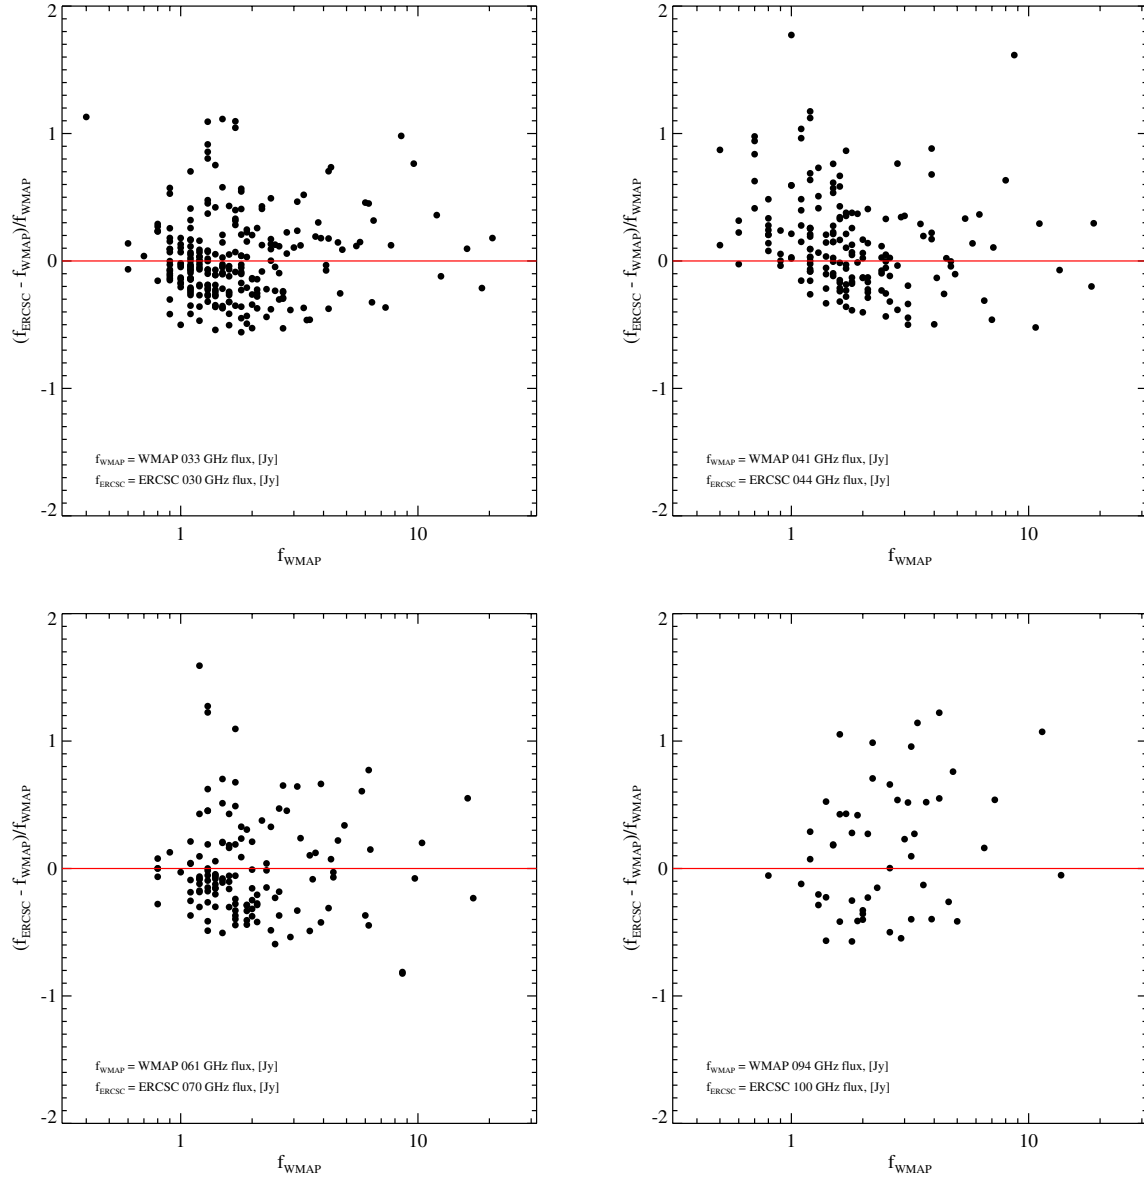 2
1
0
-1
-2
(f_ERCSC - f_WMAP)/f_WMAP
f_WMAP = WMAP 033 GHz flux, [Jy]
f_ERCSC = ERCSC 030 GHz flux, [Jy]
1 10
f_WMAP
2
1
0
-1
-2
(f_ERCSC - f_WMAP)/f_WMAP
f_WMAP = WMAP 041 GHz flux, [Jy]
f_ERCSC = ERCSC 044 GHz flux, [Jy]
1 10
f_WMAP
2
1
0
-1
-2
(f_ERCSC - f_WMAP)/f_WMAP
f_WMAP = WMAP 061 GHz flux, [Jy]
f_ERCSC = ERCSC 070 GHz flux, [Jy]
1 10
f_WMAP
2
1
0
-1
-2
(f_ERCSC - f_WMAP)/f_WMAP
f_WMAP = WMAP 094 GHz flux, [Jy]
f_ERCSC = ERCSC 100 GHz flux, [Jy]
1 10
f_WMAP